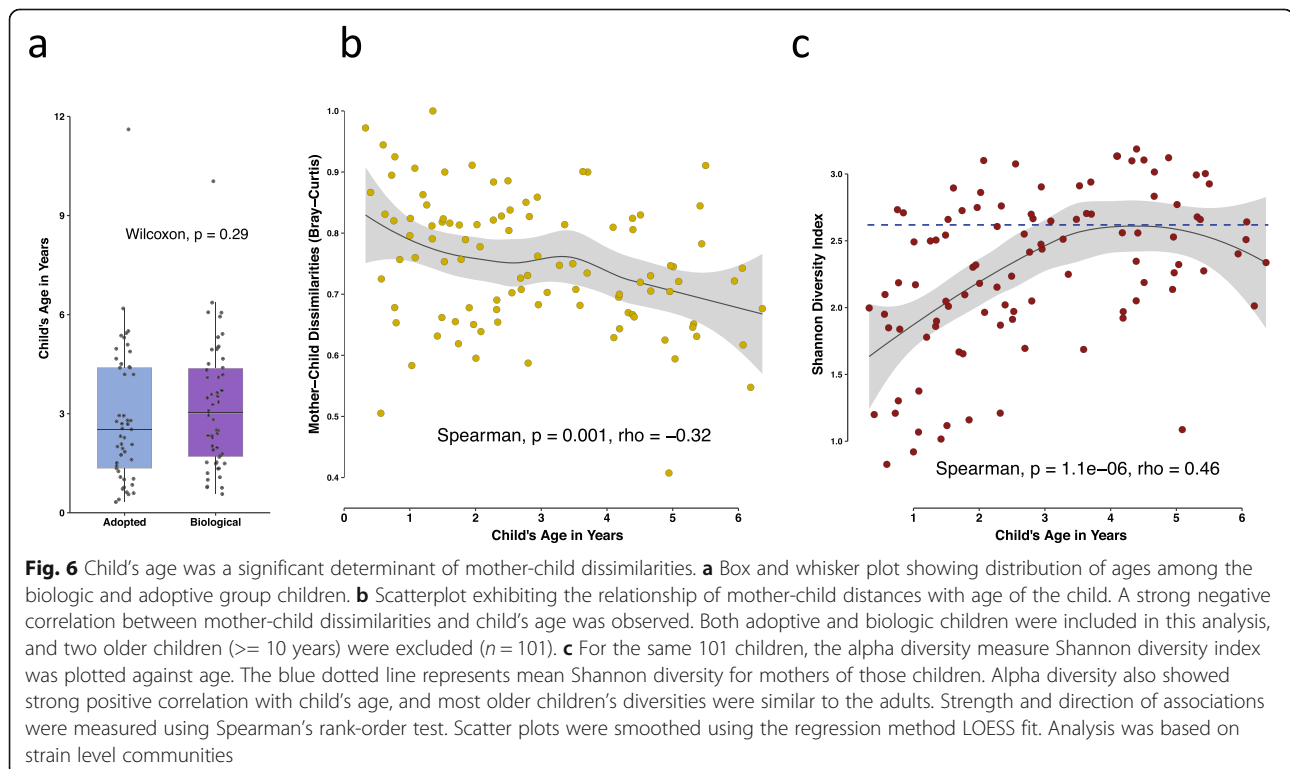 a
b
c
12
9
6
3
0
Child's Age in Years
Wilcoxon, p = 0.29
Adopted
Biological
1.0
0.9
0.8
0.7
0.6
0.5
0.4
Mother−Child Dissimilarities (Bray−Curtis)
Spearman, p = 0.001, rho = −0.32
0
1
2
3
4
5
6
Child's Age in Years
3.0
2.5
2.0
1.5
1.0
Shannon Diversity Index
Spearman, p = 1.1e−06, rho = 0.46
1
2
3
4
5
6
Child's Age in Years
Fig. 6 Child's age was a significant determinant of mother-child dissimilarities. a Box and whisker plot showing distribution of ages among the
biologic and adoptive group children. b Scatterplot exhibiting the relationship of mother-child distances with age of the child. A strong negative
correlation between mother-child dissimilarities and child's age was observed. Both adoptive and biologic children were included in this analysis,
and two older children (>= 10 years) were excluded (n = 101). c For the same 101 children, the alpha diversity measure Shannon diversity index
was plotted against age. The blue dotted line represents mean Shannon diversity for mothers of those children. Alpha diversity also showed
strong positive correlation with child's age, and most older children's diversities were similar to the adults. Strength and direction of associations
were measured using Spearman's rank-order test. Scatter plots were smoothed using the regression method LOESS fit. Analysis was based on
strain level communities